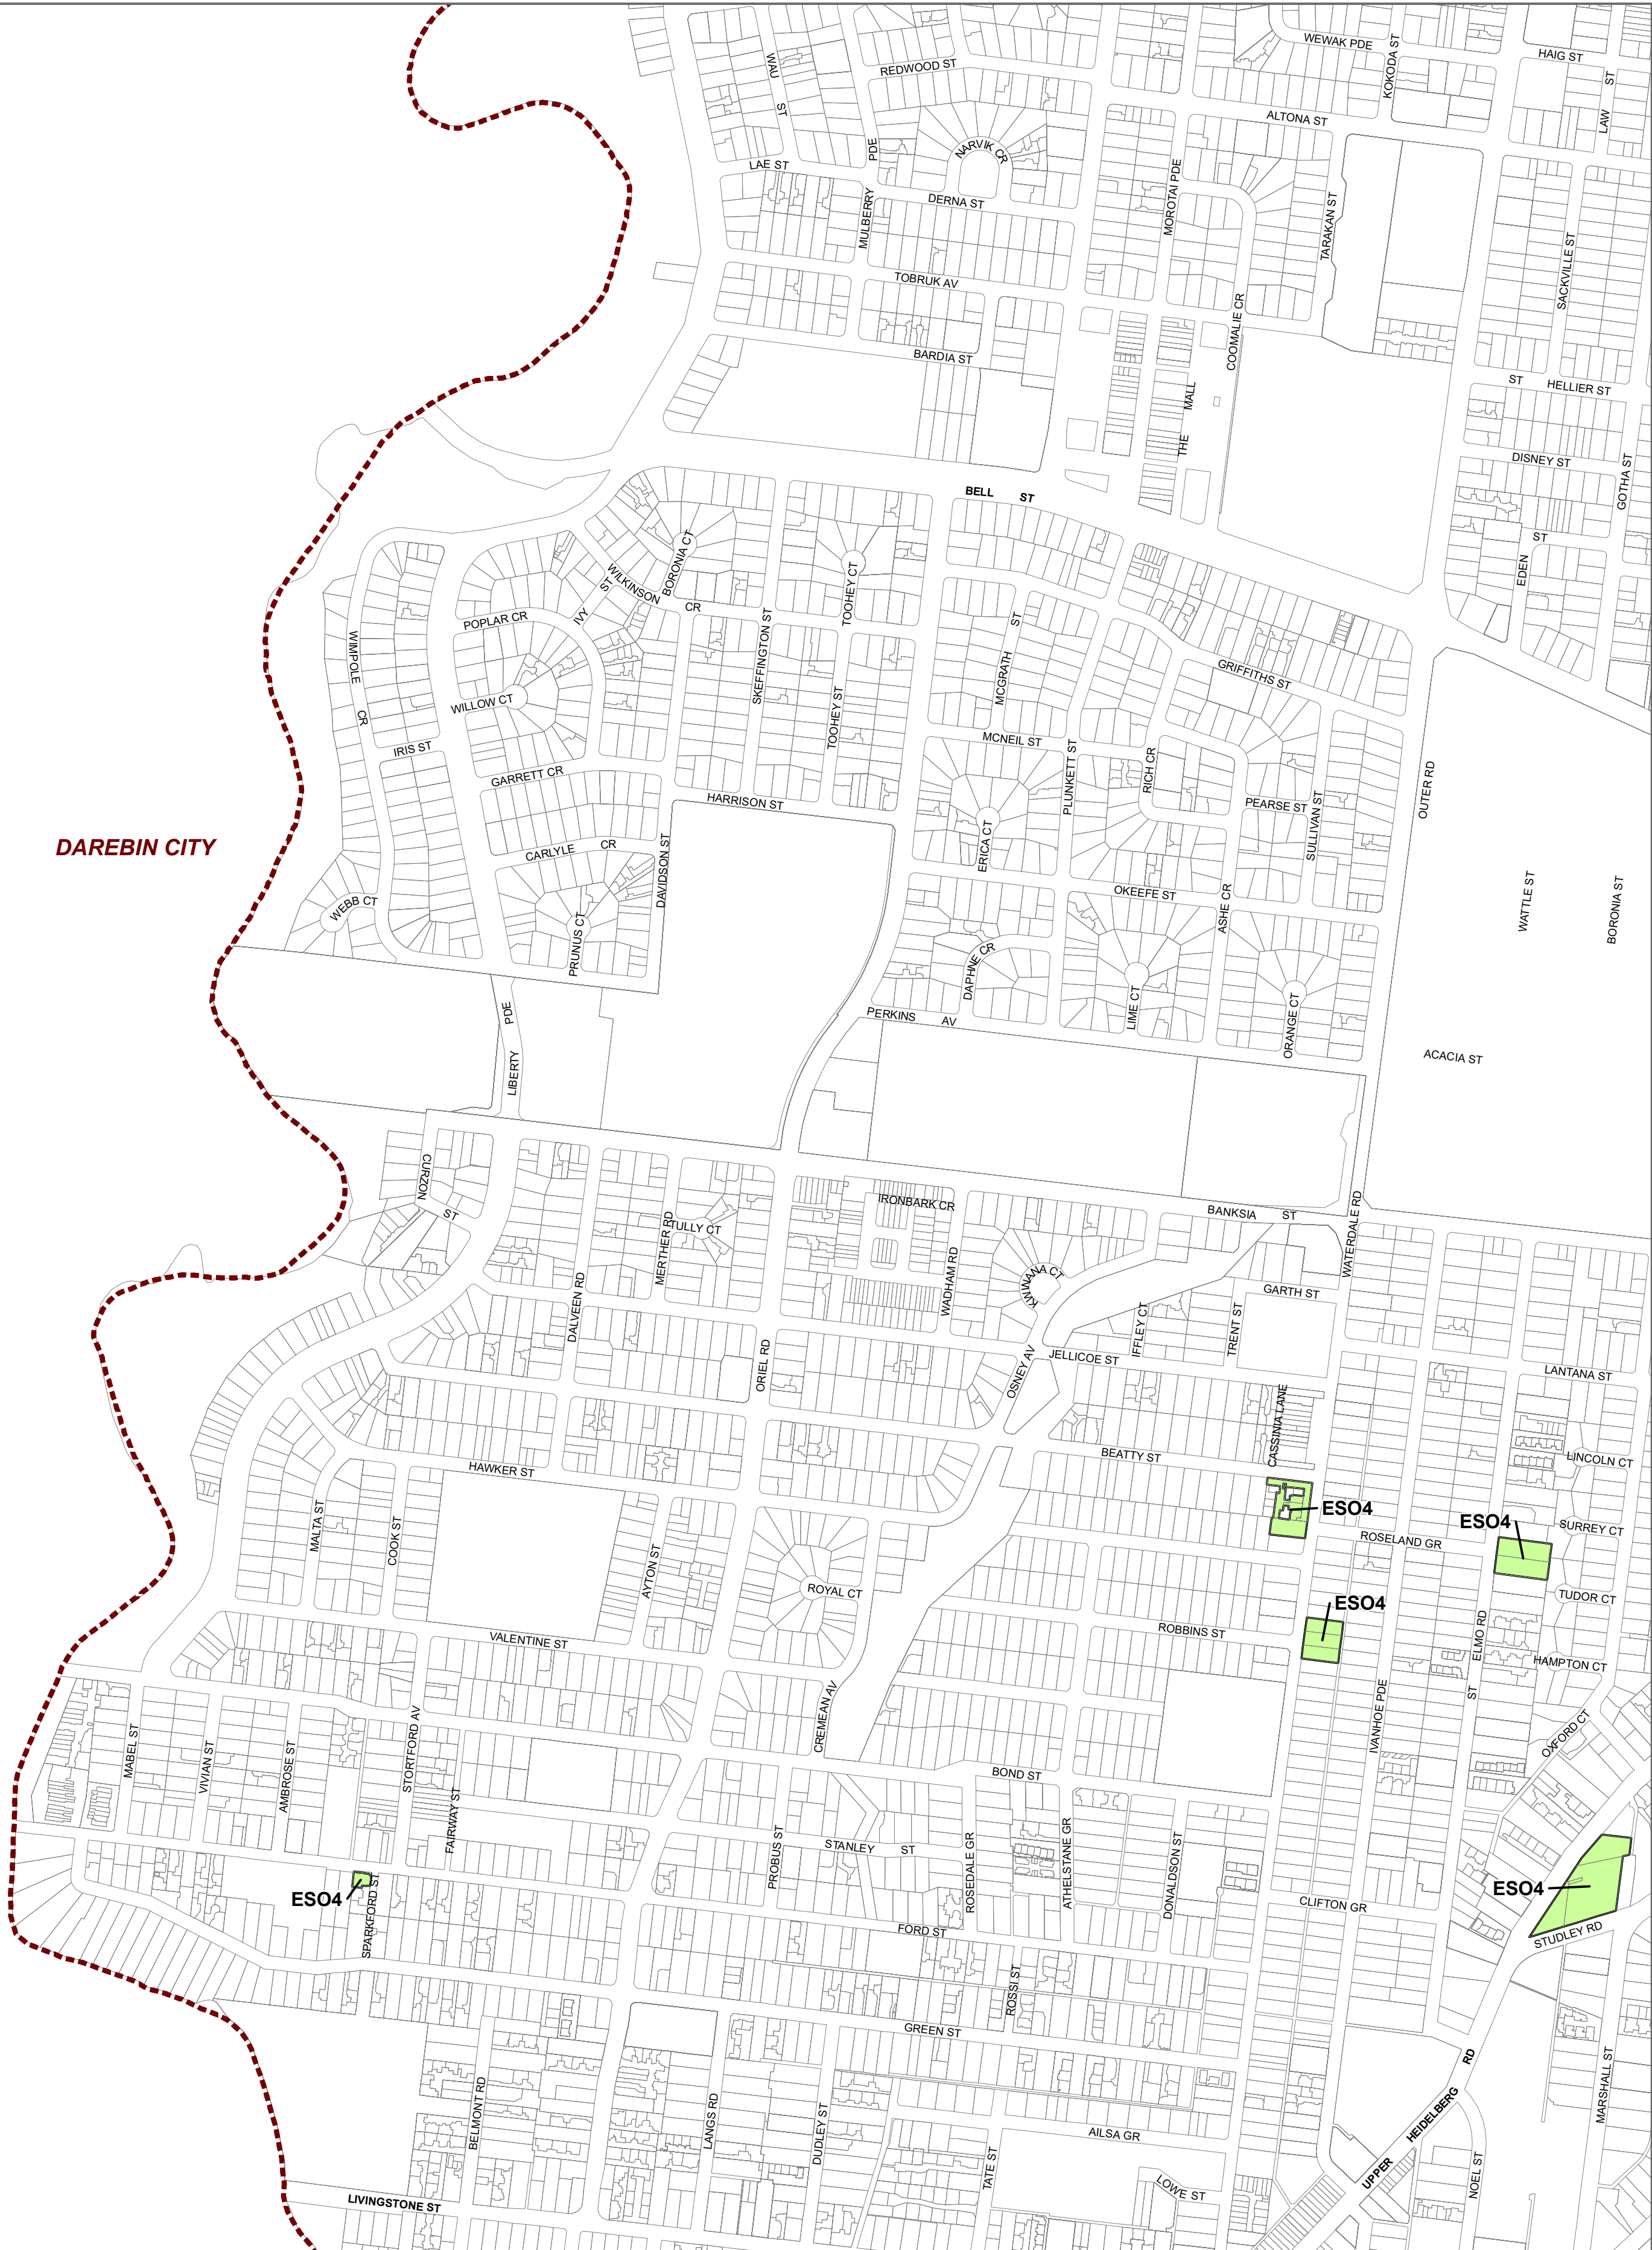 WEWAK PDE
KOKODA ST
HAIG ST
LAW ST
WAU ST
REDWOOD ST
ALTONA ST
NARVIK CR
LAE ST
PDE
MULBERRY
DERNA ST
MOROTAI PDE
TARAKAN ST
SACKVILLE ST
TOBRUK AV
COOMALIE CR
BARDIA ST
THE MALL
ST
HELLIER ST
DISNEY ST
GOTHA ST
BELL ST
ST
EDEN
BORONIA CT
TOOHEY CT
WILKINSON CR
IVY ST
POPLAR CR
SKEFFINGTON ST
MCGRATH ST
WIMPOLE CR
GRIFFITHS ST
WILLOW CT
TOOHEY ST
IRIS ST
MCNEIL ST
PLUNKETT ST
RICH CR
OUTER RD
GARRETT CR
HARRISON ST
PEARSE ST
SULLIVAN ST
DAREBIN CITY
CARLYLE CR
DAVIDSON ST
ERICA CT
OKEEFE ST
ASHE CR
WATTLE ST
BORONIA ST
WEBB CT
PRUNUS CT
DAPHNE CR
LIME CT
ORANGE CT
PERKINS AV
LIBERTY PDE
ACACIA ST
CURZON ST
IRONBARK CR
TULLY CT
MERTHER RD
BANKSIA ST
WATERDALE RD
DALVEEN RD
WADHAM RD
KIWANA CT
GARTH ST
IFFLEY CT
TRENT ST
ORIEL RD
OSNEY AV
JELLICOE ST
LANTANA ST
CASSINIA LANE
BEATTY ST
LINCOLN CT
HAWKER ST
ESO4
ESO4
SURREY CT
MALTA ST
COOK ST
ROSELAND GR
AYTON ST
ROYAL CT
TUDOR CT
ESO4
ROBBINS ST
ELMO RD
VALENTINE ST
HAMPTON CT
ST
CREMEAN AV
IVANHOE PDE
OXFORD CT
MABEL ST
VIVIAN ST
AMBROSE ST
STORTFORD AV
FAIRWAY ST
BOND ST
PROBUS ST
STANLEY ST
ROSEDALE GR
ATHELSTANE GR
DONALDSON ST
ESO4
SPARKFORD ST
CLIFTON GR
ESO4
STUDLEY RD
FORD ST
ROSSI ST
GREEN ST
RD
HEIDELBERG
UPPER
MARSHALL ST
BELMONT RD
LANGS RD
DUDLEY ST
AILSA GR
TATE ST
LOWE ST
NOEL ST
LIVINGSTONE ST